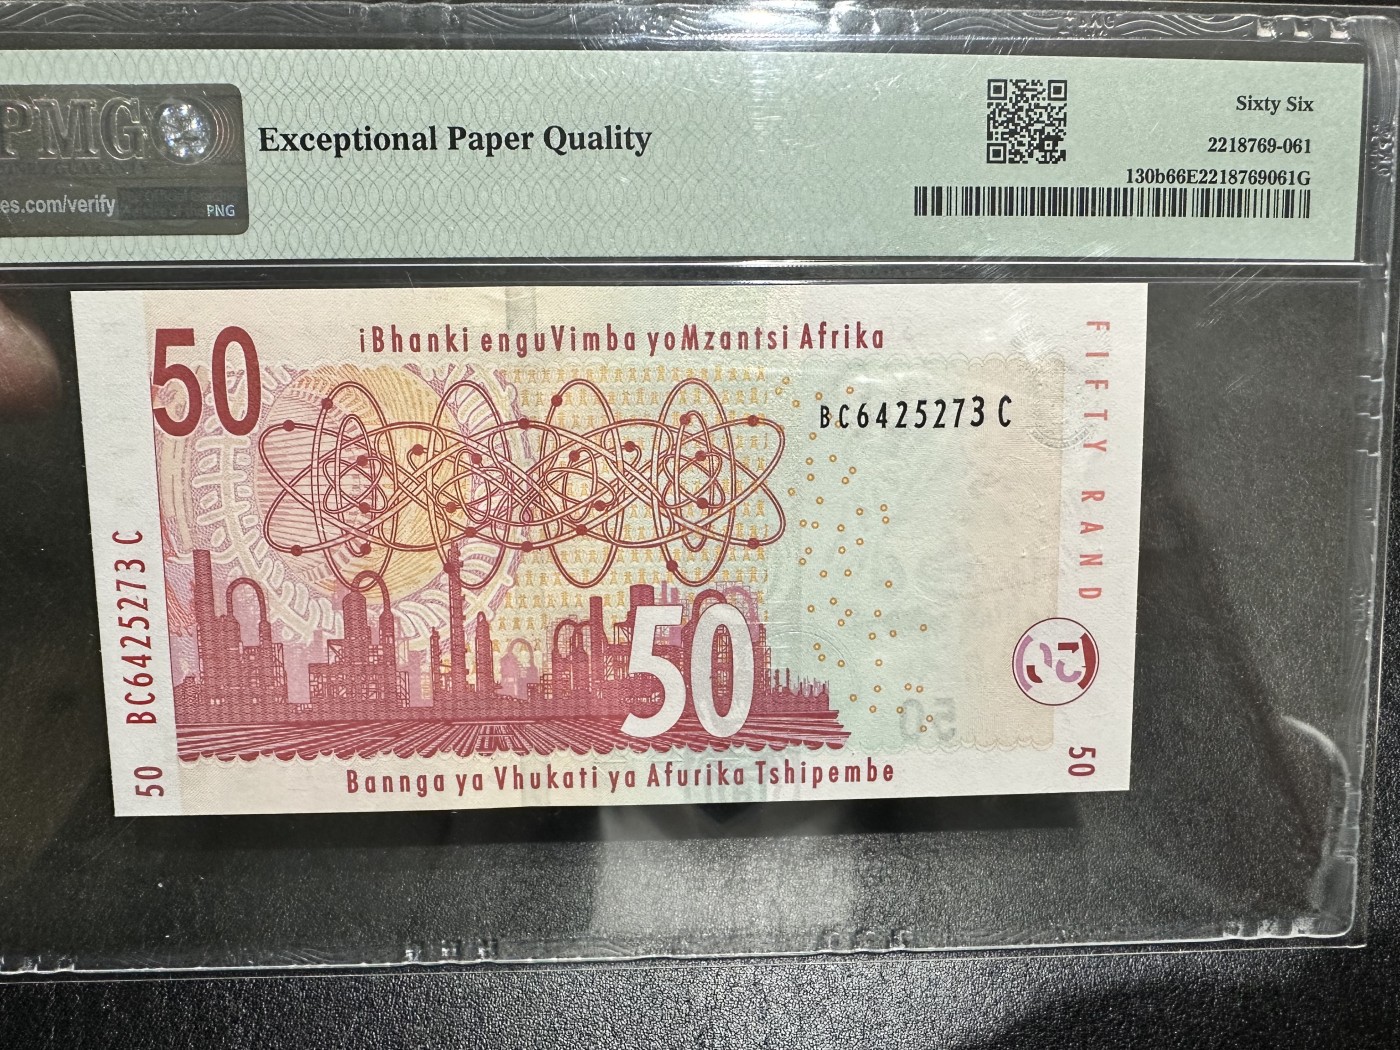 PMG
Exceptional Paper Quality
es.com/verify
PNG
Sixty Six
2218769-061
130b66E2218769061G
50
iBhanki enguVimba yoMzantsi Afrika
BC6425273 C
FIFTY RAND
BC6425273 C
50
50
50
50
Bannga ya Vhukati ya Afurika Tshipembe